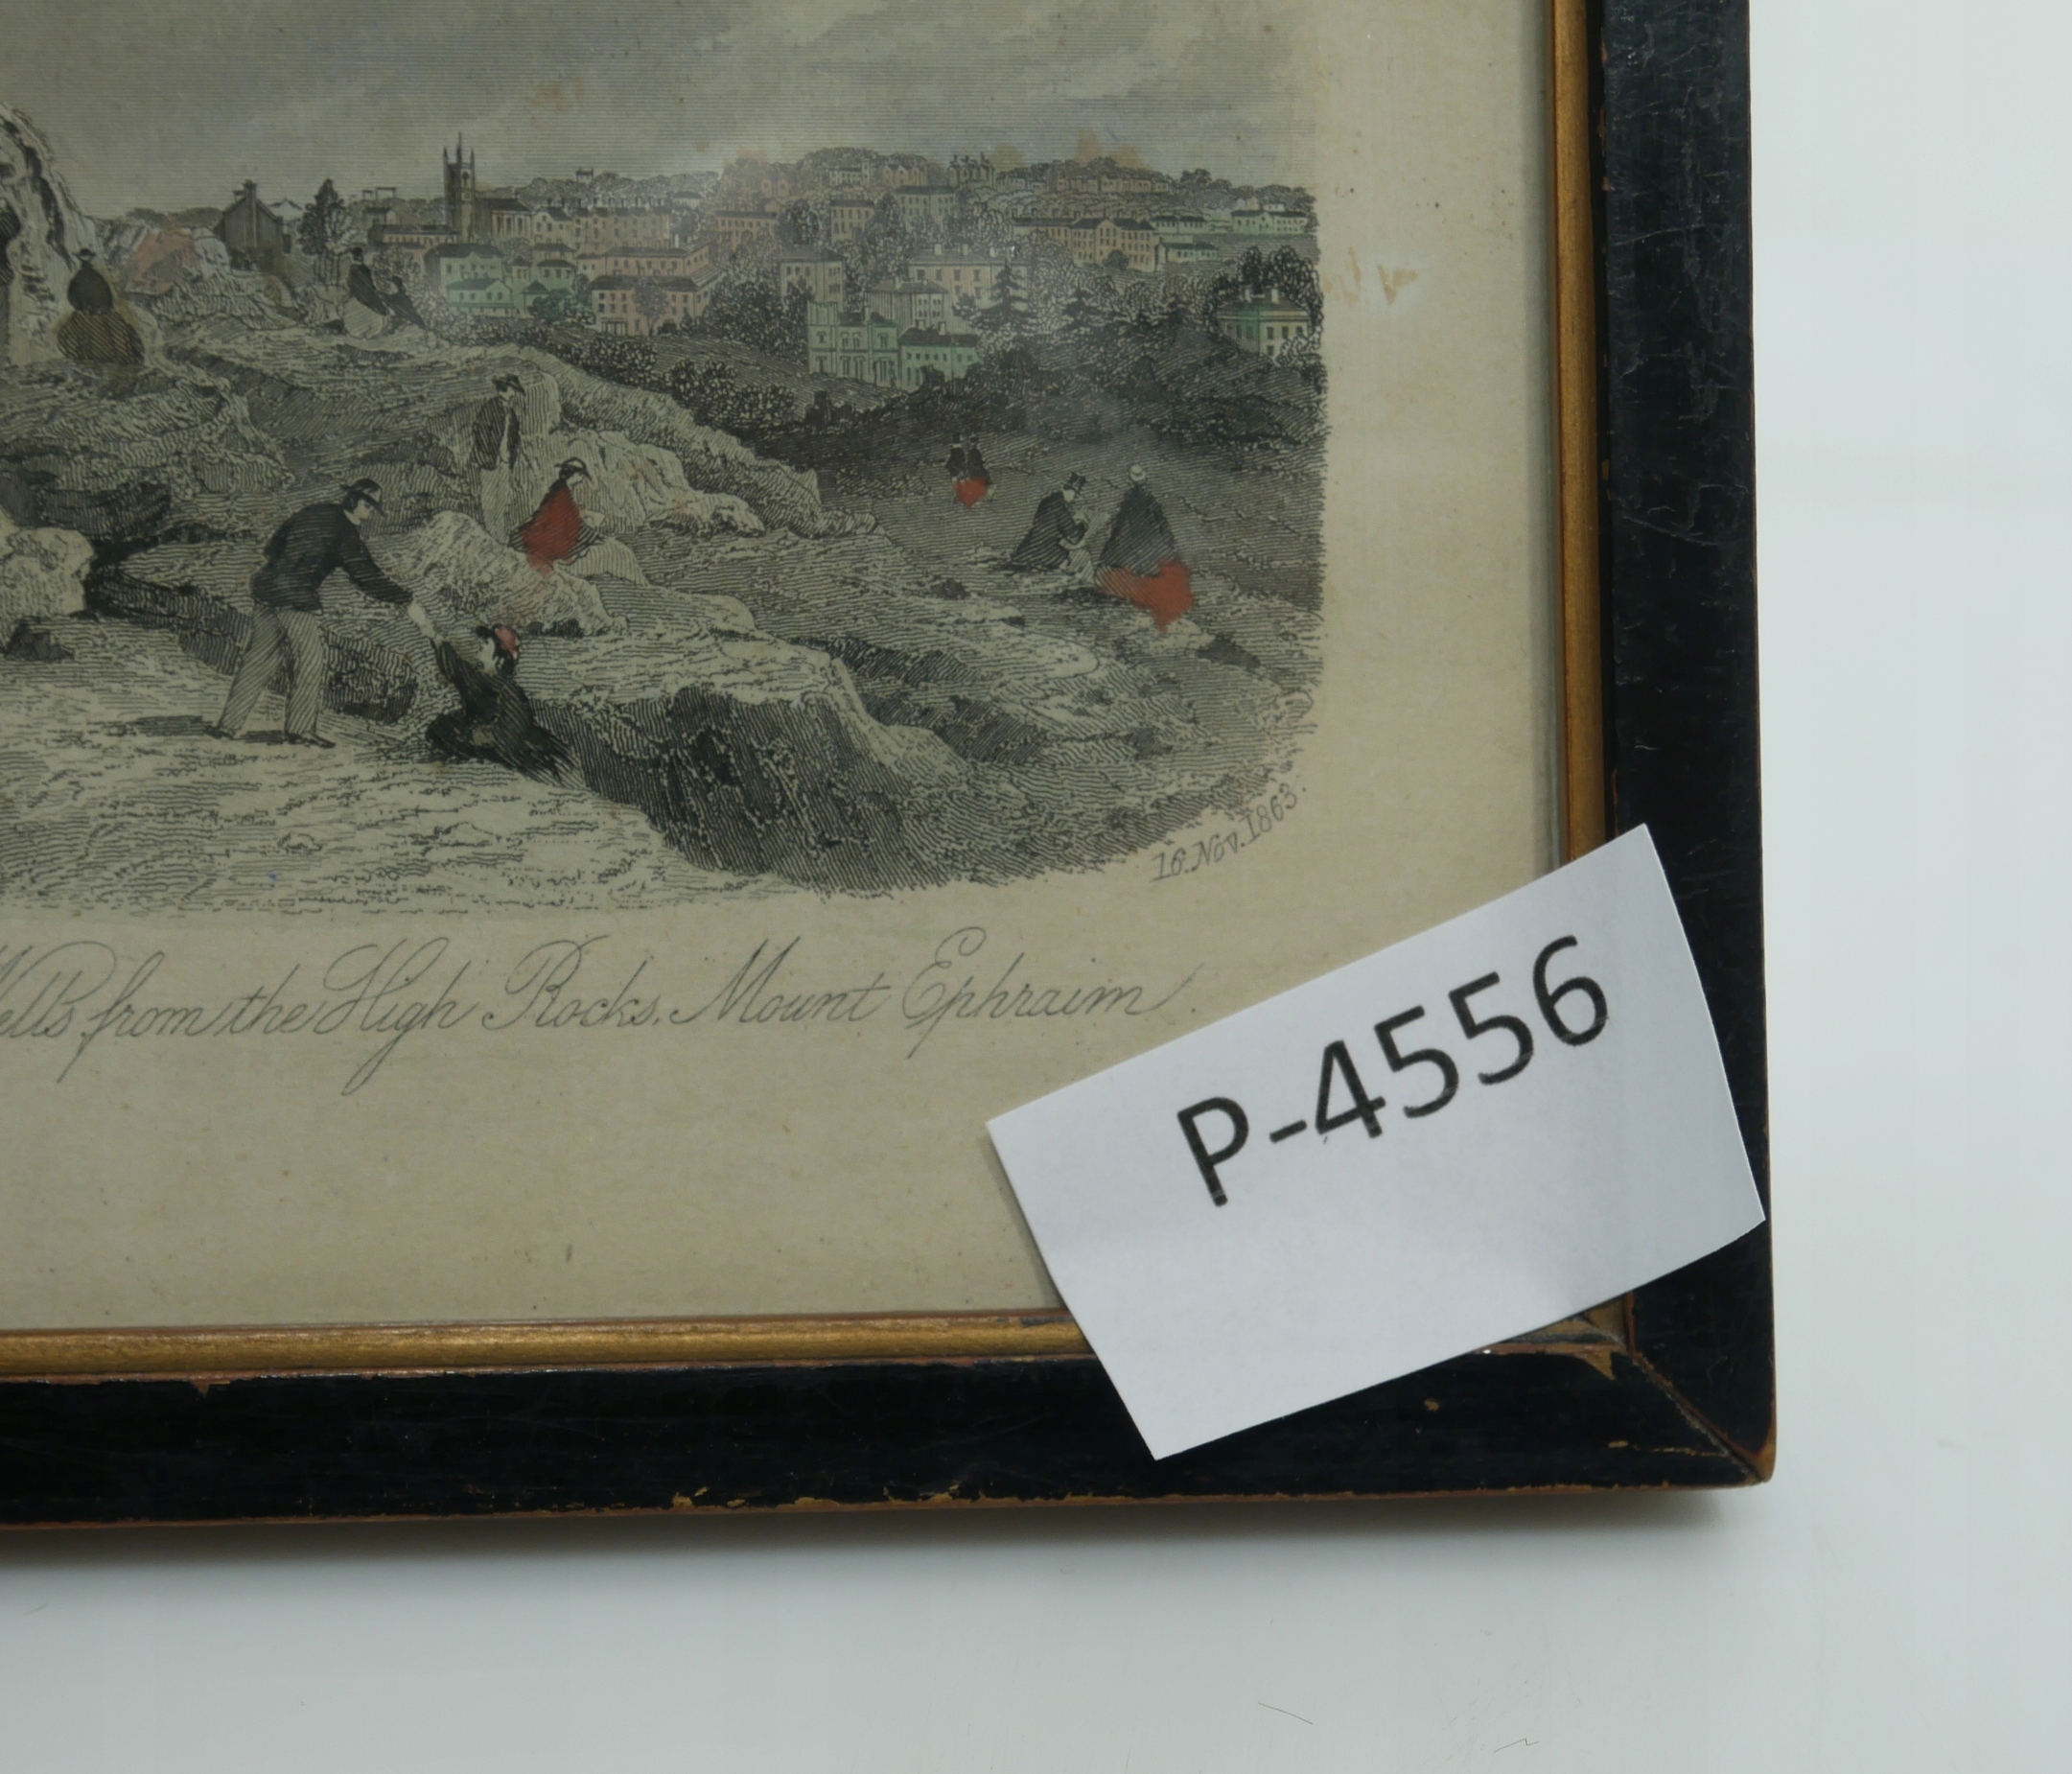 16. Nov. 1863.
Wells from the High Rocks, Mount Ephraim.
P-4556